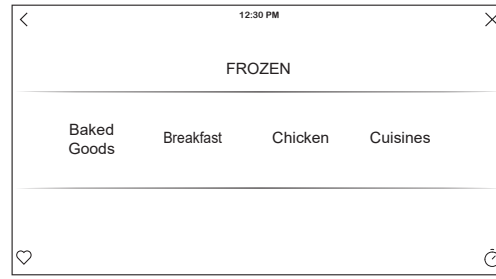 12:30 PM
FROZEN
Baked
Goods
Breakfast
Chicken
Cuisines